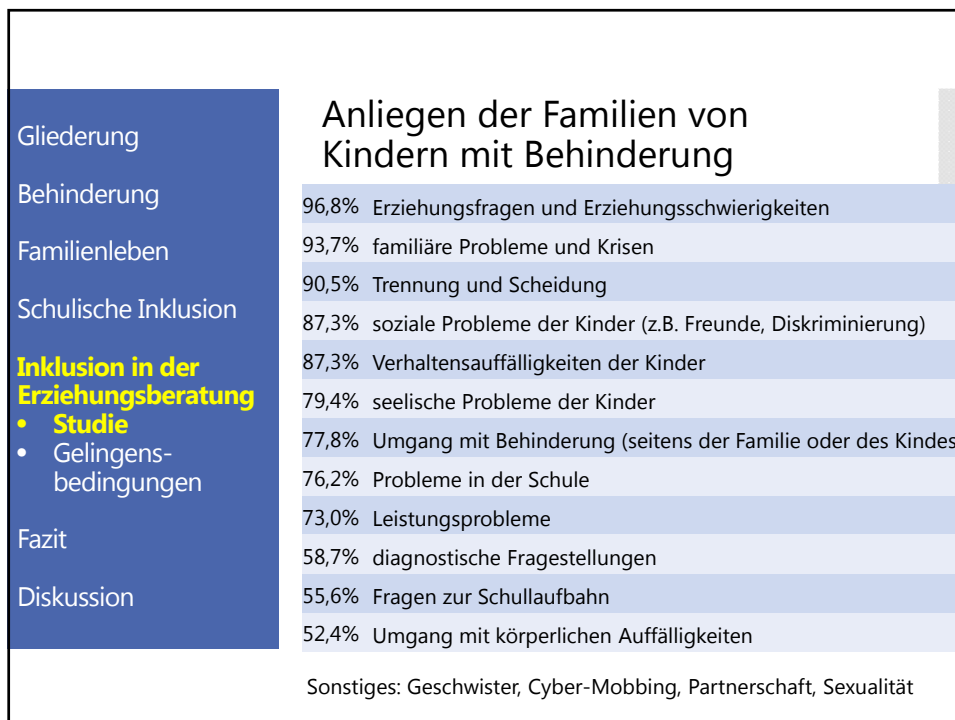 Gliederung
Behinderung
Familienleben
Schulische Inklusion
Inklusion in der
Erziehungsberatung
• Studie
• Gelingens-
bedingungen
Fazit
Diskussion
Anliegen der Familien von
Kindern mit Behinderung
96,8% Erziehungsfragen und Erziehungsschwierigkeiten
93,7% familiäre Probleme und Krisen
90,5% Trennung und Scheidung
87,3% soziale Probleme der Kinder (z.B. Freunde, Diskriminierung)
87,3% Verhaltensauffälligkeiten der Kinder
79,4% seelische Probleme der Kinder
77,8% Umgang mit Behinderung (seitens der Familie oder des Kindes
76,2% Probleme in der Schule
73,0% Leistungsprobleme
58,7% diagnostische Fragestellungen
55,6% Fragen zur Schullaufbahn
52,4% Umgang mit körperlichen Auffälligkeiten
Sonstiges: Geschwister, Cyber-Mobbing, Partnerschaft, Sexualität